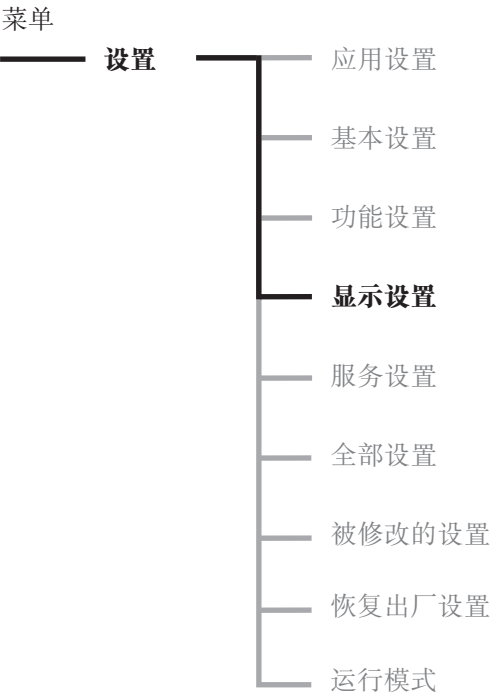 菜单
设置
应用设置
基本设置
功能设置
显示设置
服务设置
全部设置
被修改的设置
恢复出厂设置
运行模式